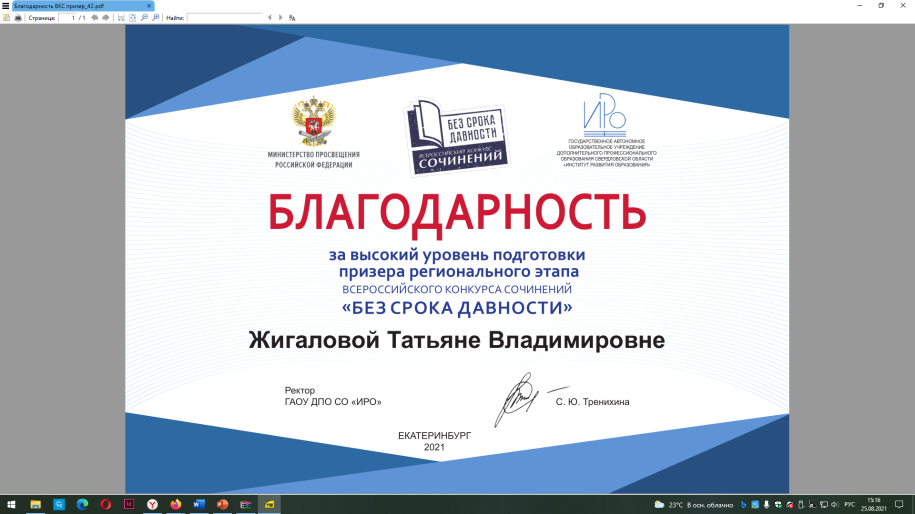 Благодарность ВКС пример_42.pdf
Страница: 1 / 1 Найти:
МИНИСТЕРСТВО ПРОСВЕЩЕНИЯ
РОССИЙСКОЙ ФЕДЕРАЦИИ
БЕЗ СРОКА
ДАВНОСТИ
ВСЕРОССИЙСКИЙ КОНКУРС
СОЧИНЕНИЙ
ИРО
ГОСУДАРСТВЕННОЕ АВТОНОМНОЕ
ОБРАЗОВАТЕЛЬНОЕ УЧРЕЖДЕНИЕ
ДОПОЛНИТЕЛЬНОГО ПРОФЕССИОНАЛЬНОГО
ОБРАЗОВАНИЯ СВЕРДЛОВСКОЙ ОБЛАСТИ
«ИНСТИТУТ РАЗВИТИЯ ОБРАЗОВАНИЯ»
БЛАГОДАРНОСТЬ
за высокий уровень подготовки
призера регионального этапа
ВСЕРОССИЙСКОГО КОНКУРСА СОЧИНЕНИЙ
«БЕЗ СРОКА ДАВНОСТИ»
Жигаловой Татьяне Владимировне
Ректор
ГАОУ ДПО СО «ИРО»
С. Ю. Тренихина
ЕКАТЕРИНБУРГ
2021
23°C В осн. облачно
РУС
15:16
25.08.2021